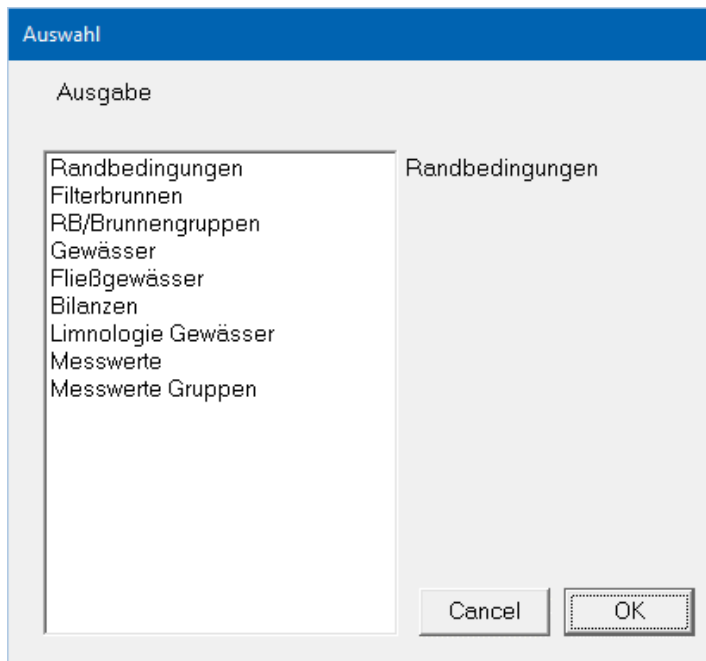 Auswahl
Ausgabe
Randbedingungen
Filterbrunnen
RB/Brunnengruppen
Gewässer
Fließgewässer
Bilanzen
Limnologie Gewässer
Messwerte
Messwerte Gruppen
Randbedingungen
Cancel
OK